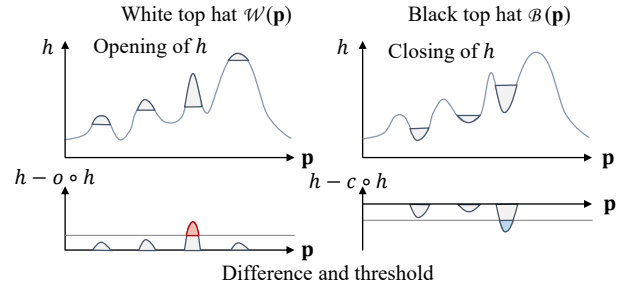 White top hat 𝒲(p)
Black top hat ℬ(p)
h
Opening of h
h
Closing of h
p
p
h − o ∘ h
h − c ∘ h
p
p
Difference and threshold